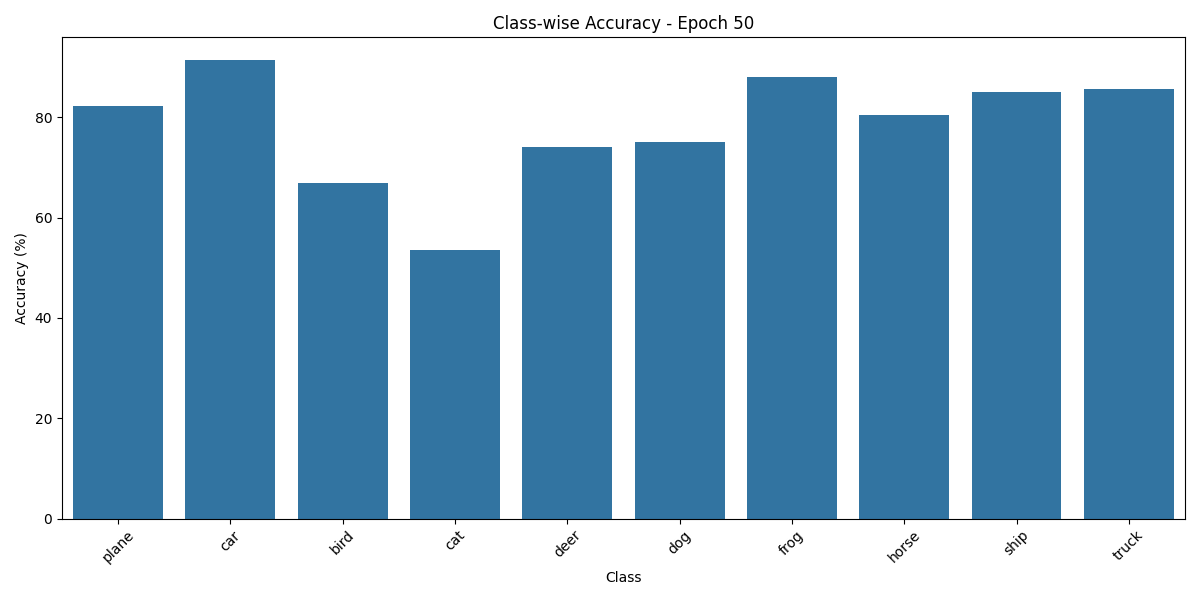 Class-wise Accuracy - Epoch 50
Accuracy (%)
80
60
40
20
0
plane
car
bird
cat
deer
dog
frog
horse
ship
truck
Class